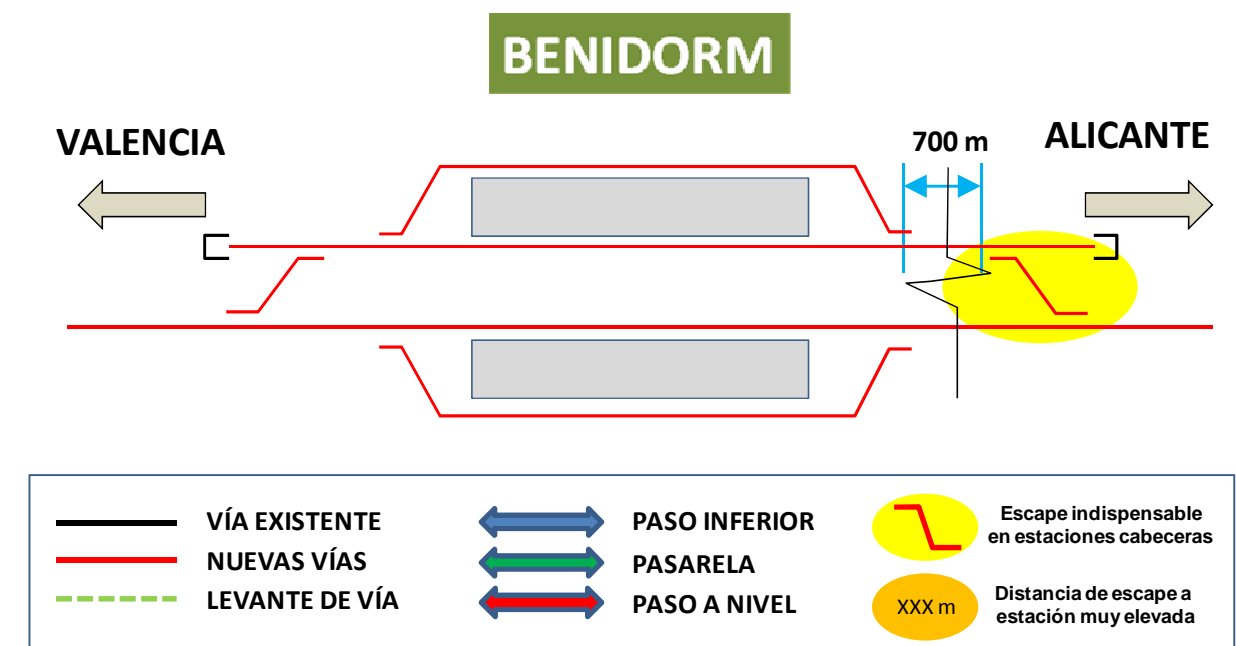 BENIDORM
VALENCIA
700 m
ALICANTE
VÍA EXISTENTE
NUEVAS VÍAS
LEVANTE DE VÍA
PASO INFERIOR
PASARELA
PASO A NIVEL
Escape indispensable
en estaciones cabeceras
XXX m
Distancia de escape a
estación muy elevada